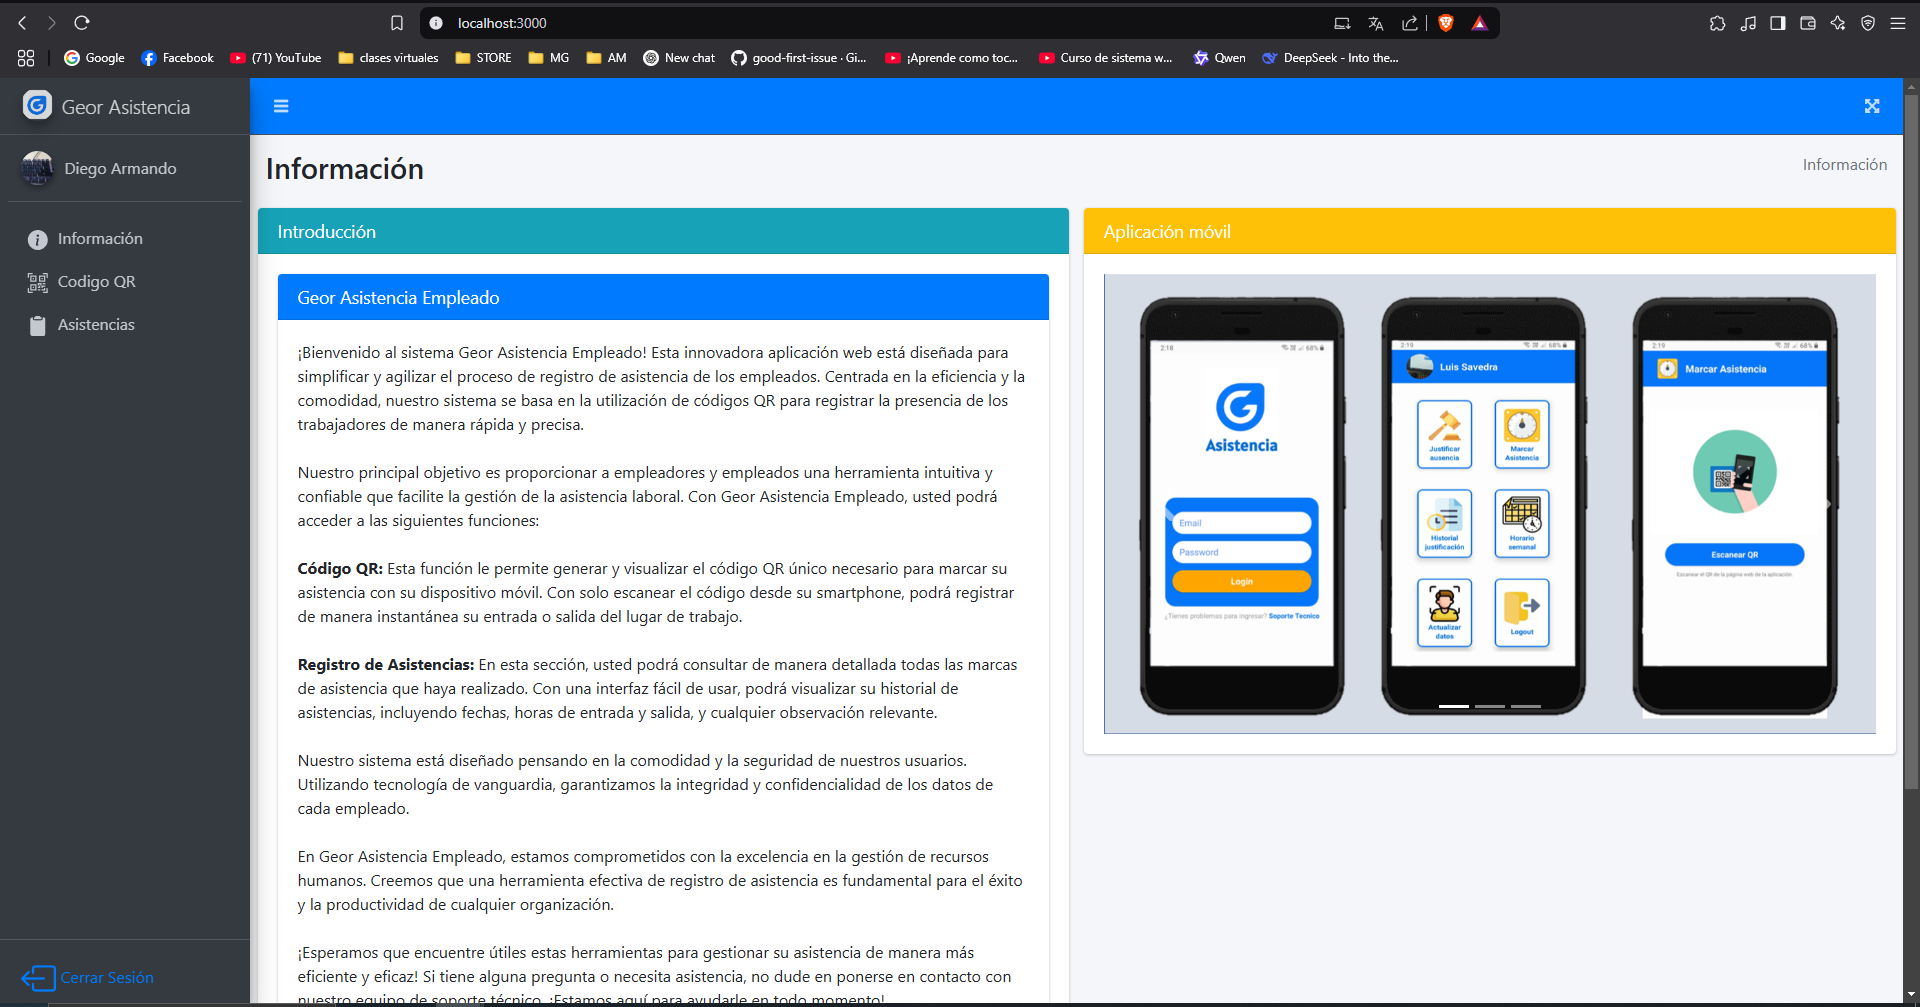 localhost:3000
Google
Facebook
(71) YouTube
clases virtuales
STORE
MG
AM
New chat
good-first-issue · Gi...
¡Aprende como toc...
Curso de sistema w...
Qwen
DeepSeek - Into the...
Geor Asistencia
Diego Armando
Información
Codigo QR
Asistencias
Cerrar Sesión
Información
Información
Introducción
Geor Asistencia Empleado
¡Bienvenido al sistema Geor Asistencia Empleado! Esta innovadora aplicación web está diseñada para
simplificar y agilizar el proceso de registro de asistencia de los empleados. Centrada en la eficiencia y la
comodidad, nuestro sistema se basa en la utilización de códigos QR para registrar la presencia de los
trabajadores de manera rápida y precisa.
Nuestro principal objetivo es proporcionar a empleadores y empleados una herramienta intuitiva y
confiable que facilite la gestión de la asistencia laboral. Con Geor Asistencia Empleado, usted podrá
acceder a las siguientes funciones:
Código QR: Esta función le permite generar y visualizar el código QR único necesario para marcar su
asistencia con su dispositivo móvil. Con solo escanear el código desde su smartphone, podrá registrar
de manera instantánea su entrada o salida del lugar de trabajo.
Registro de Asistencias: En esta sección, usted podrá consultar de manera detallada todas las marcas
de asistencia que haya realizado. Con una interfaz fácil de usar, podrá visualizar su historial de
asistencias, incluyendo fechas, horas de entrada y salida, y cualquier observación relevante.
Nuestro sistema está diseñado pensando en la comodidad y la seguridad de nuestros usuarios.
Utilizando tecnología de vanguardia, garantizamos la integridad y confidencialidad de los datos de
cada empleado.
En Geor Asistencia Empleado, estamos comprometidos con la excelencia en la gestión de recursos
humanos. Creemos que una herramienta efectiva de registro de asistencia es fundamental para el éxito
y la productividad de cualquier organización.
¡Esperamos que encuentre útiles estas herramientas para gestionar su asistencia de manera más
eficiente y eficaz! Si tiene alguna pregunta o necesita asistencia, no dude en ponerse en contacto con
nuestro equipo de soporte técnico. ¡Estamos aquí para ayudarle en todo momento!
Aplicación móvil
2:18
68%
Asistencia
Email
Password
Login
¿Tienes problemas para ingresar? Soporte Tecnico
2:19
68%
Luis Savedra
Justificar
ausencia
Marcar
Asistencia
Historial
justificación
Horario
semanal
Actualizar
datos
Logout
2:19
68%
Marcar Asistencia
Escanear QR
Escanear el QR de la pagina web de la aplicación